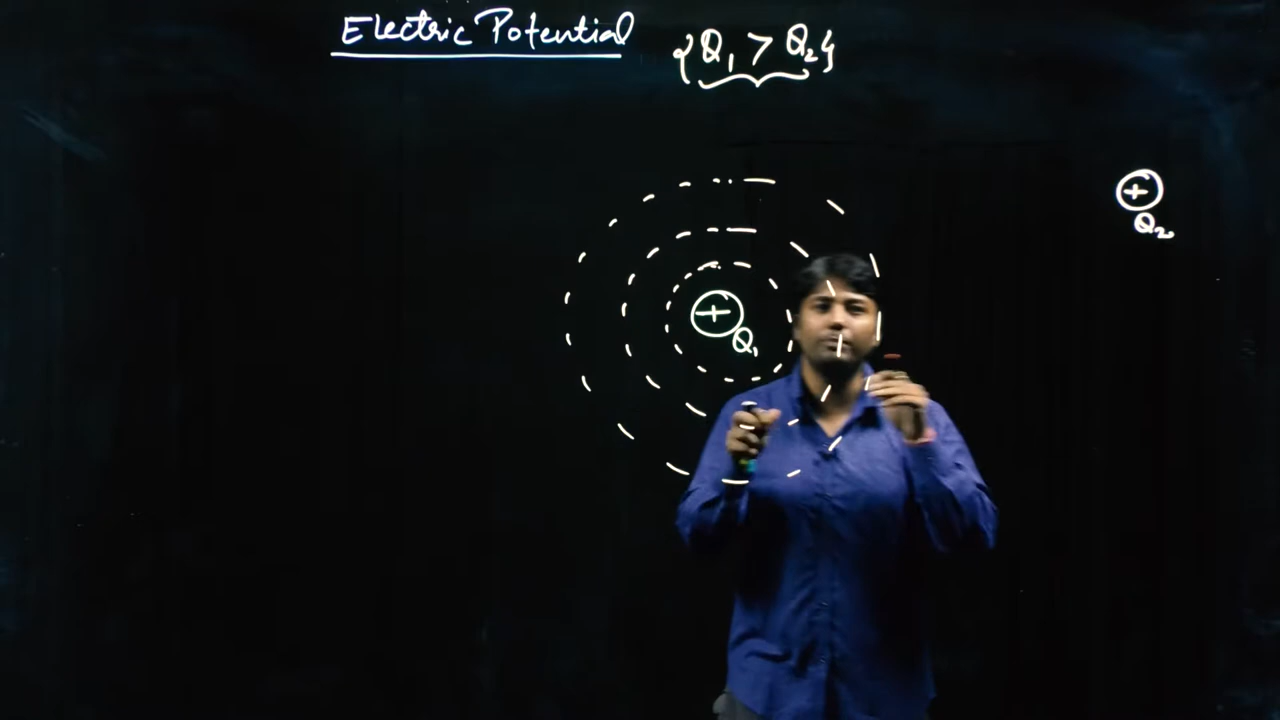 Electric Potential {Q₁ > Q₂}
+
Q₂
+
Q₁